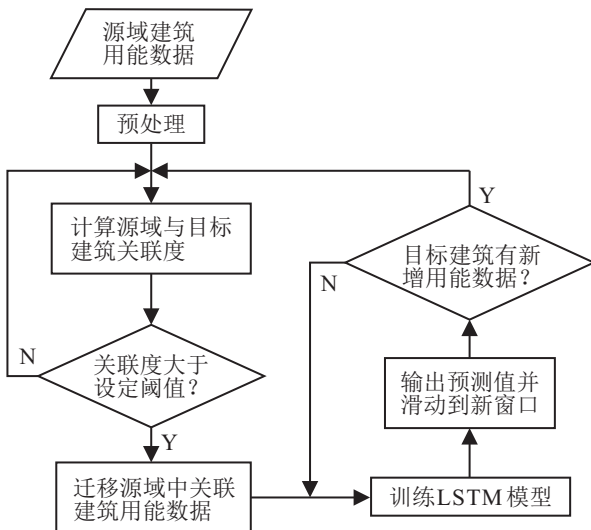 源域建筑
用能数据
预处理
计算源域与目标
建筑关联度
N
关联度大于
设定阈值？
Y
迁移源域中关联
建筑用能数据
Y
目标建筑有新
增用能数据？
N
输出预测值并
滑动到新窗口
训练LSTM模型